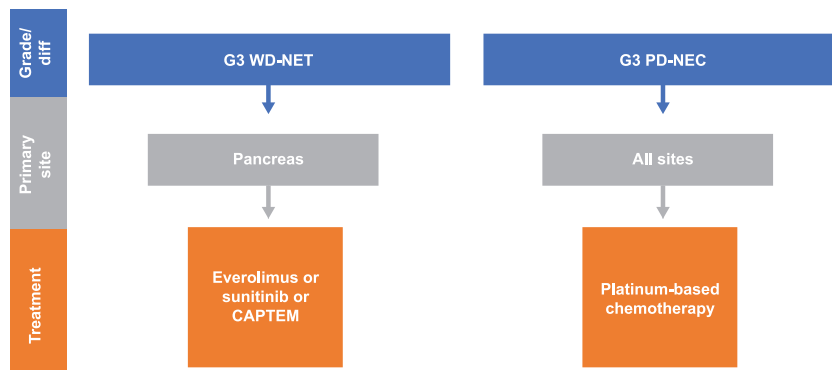 Grade/
diff
G3 WD-NET
G3 PD-NEC
Primary
site
Pancreas
All sites
Treatment
Everolimus or
sunitinib or
CAPTEM
Platinum-based
chemotherapy